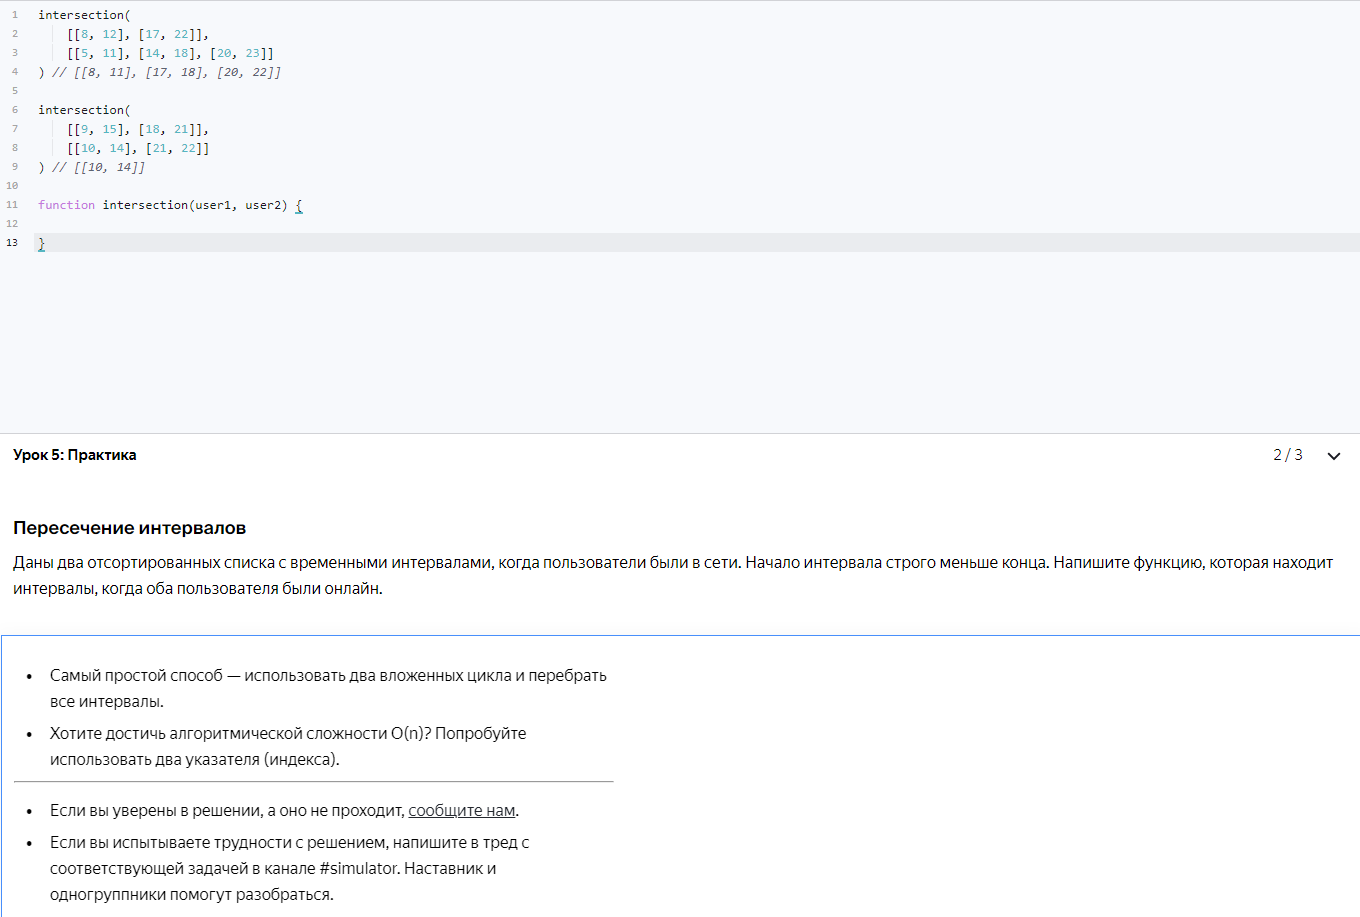 1 intersection(
2 [[8, 12], [17, 22]],
3 [[5, 11], [14, 18], [20, 23]]
4 ) // [[8, 11], [17, 18], [20, 22]]
5
6 intersection(
7 [[9, 15], [18, 21]],
8 [[10, 14], [21, 22]]
9 ) // [[10, 14]]
10
11 function intersection(user1, user2) {
12
13 }
Урок 5: Практика 2 / 3
Пересечение интервалов
Даны два отсортированных списка с временными интервалами, когда пользователи были в сети. Начало интервала строго меньше конца. Напишите функцию, которая находит
интервалы, когда оба пользователя были онлайн.
• Самый простой способ — использовать два вложенных цикла и перебрать
все интервалы.
• Хотите достичь алгоритмической сложности O(n)? Попробуйте
использовать два указателя (индекса).
• Если вы уверены в решении, а оно не проходит, сообщите нам.
• Если вы испытываете трудности с решением, напишите в тред с
соответствующей задачей в канале #simulator. Наставник и
одногруппники помогут разобраться.